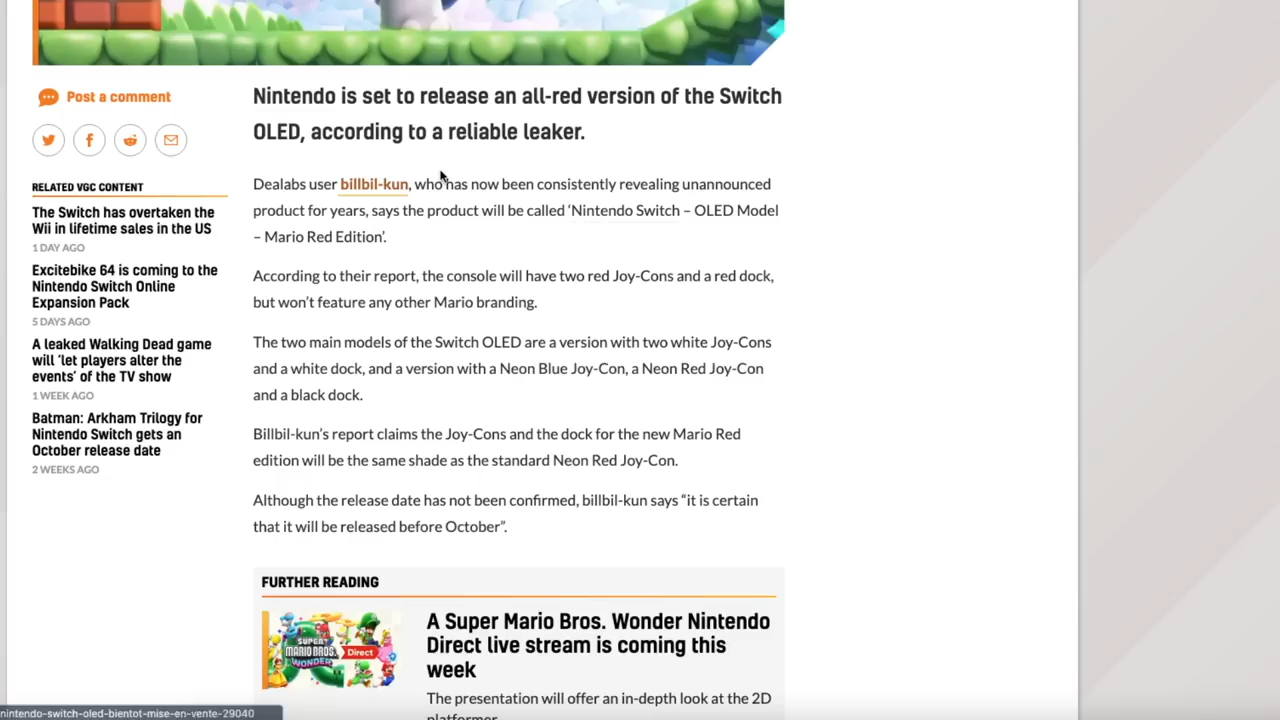 Post a comment
RELATED VGC CONTENT
The Switch has overtaken the
Wii in lifetime sales in the US
1 DAY AGO
Excitebike 64 is coming to the
Nintendo Switch Online
Expansion Pack
5 DAYS AGO
A leaked Walking Dead game
will ‘let players alter the
events’ of the TV show
1 WEEK AGO
Batman: Arkham Trilogy for
Nintendo Switch gets an
October release date
2 WEEKS AGO
Nintendo is set to release an all-red version of the Switch
OLED, according to a reliable leaker.
Dealabs user billbil-kun, who has now been consistently revealing unannounced
product for years, says the product will be called ‘Nintendo Switch – OLED Model
– Mario Red Edition’.
According to their report, the console will have two red Joy-Cons and a red dock,
but won’t feature any other Mario branding.
The two main models of the Switch OLED are a version with two white Joy-Cons
and a white dock, and a version with a Neon Blue Joy-Con, a Neon Red Joy-Con
and a black dock.
Billbil-kun’s report claims the Joy-Cons and the dock for the new Mario Red
edition will be the same shade as the standard Neon Red Joy-Con.
Although the release date has not been confirmed, billbil-kun says “it is certain
that it will be released before October”.
FURTHER READING
SUPER
MARIO BROS.
WONDER
Direct
A Super Mario Bros. Wonder Nintendo
Direct live stream is coming this
week
The presentation will offer an in-depth look at the 2D
platformer
nintendo-switch-oled-bientot-mise-en-vente-29040